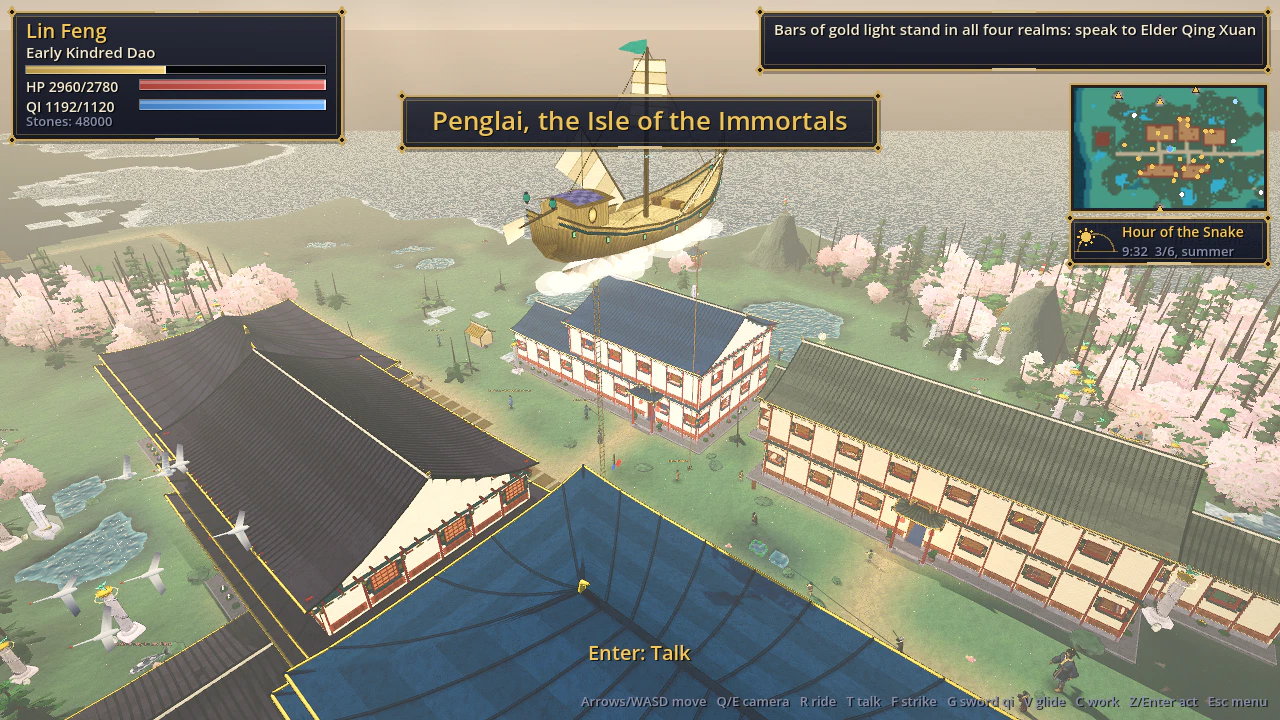 Lin Feng
Early Kindred Dao
HP 2960/2780
QI 1192/1120
Stones: 48000
Bars of gold light stand in all four realms: speak to Elder Qing Xuan
Penglai, the Isle of the Immortals
Hour of the Snake
9:32 3/6, summer
Enter: Talk
Arrows/WASD move Q/E camera R ride T talk F strike G sword qi V glide C work Z/Enter act Esc menu